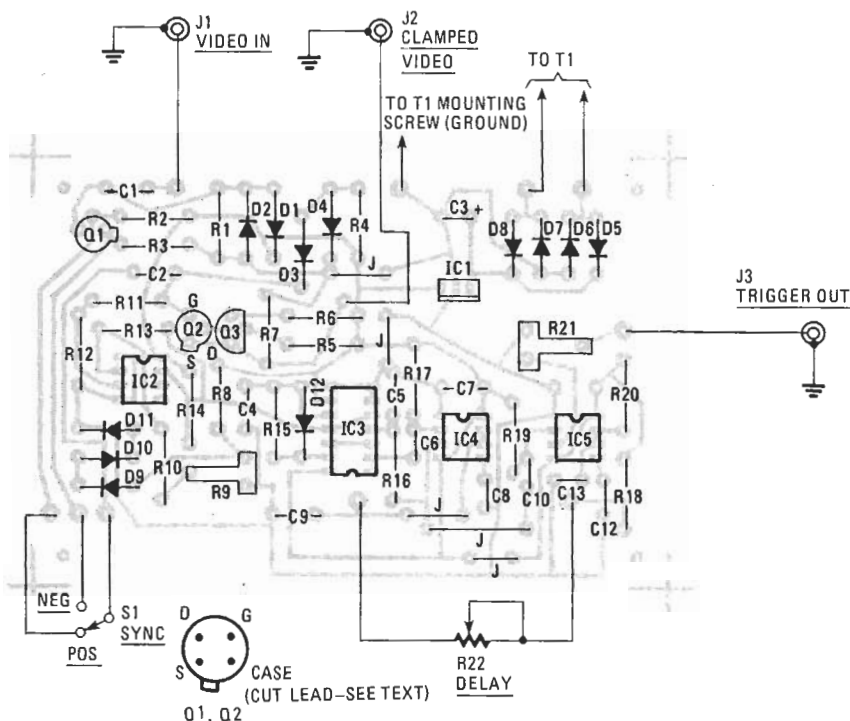 J1
VIDEO IN
J2
CLAMPED
VIDEO
TO T1
TO T1 MOUNTING
SCREW (GROUND)
C1
R2
Q1
R3
C2
R1
D2
D1
D3
D4
R4
J
C3 +
IC1
D8
D7
D6
D5
J3
TRIGGER OUT
R11
R13
R12
IC2
G
Q2
S
D
Q3
R7
R6
R5
J
R21
R14
R8
C4
R15
D12
IC3
C5
R17
C6
R16
C7
IC4
R19
C8
C10
IC5
C13
C12
R20
R18
D11
D10
D9
R10
R9
C9
J
J
J
NEG
S1
SYNC
POS
D
G
S
CASE
(CUT LEAD–SEE TEXT)
Q1, Q2
R22
DELAY